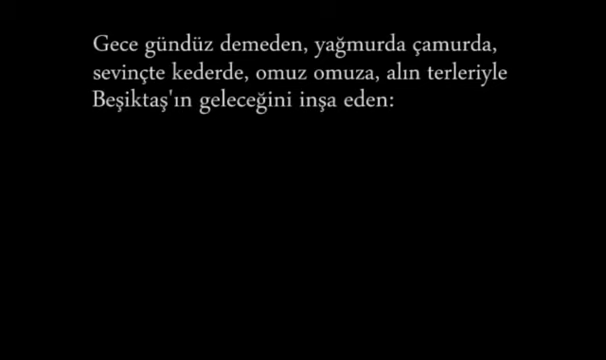 Gece gündüz demeden, yağmurda çamurda,
sevinçte kederde, omuz omuza, alın terleriyle
Beşiktaş'ın geleceğini inşa eden: